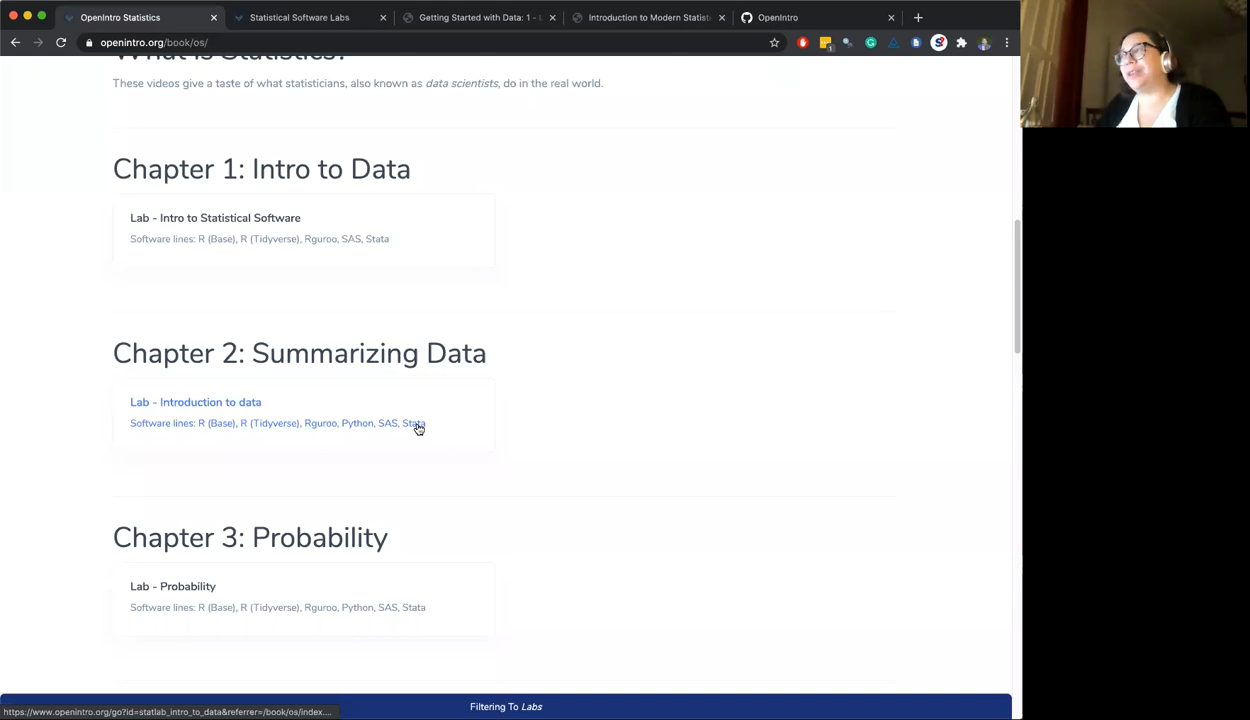 OpenIntro Statistics
Statistical Software Labs
Getting Started with Data: 1 -
Introduction to Modern Statist
OpenIntro
openintro.org/book/os/
What is Statistics?
These videos give a taste of what statisticians, also known as data scientists, do in the real world.
Chapter 1: Intro to Data
Lab - Intro to Statistical Software
Software lines: R (Base), R (Tidyverse), Rguroo, SAS, Stata
Chapter 2: Summarizing Data
Lab - Introduction to data
Software lines: R (Base), R (Tidyverse), Rguroo, Python, SAS, Stata
Chapter 3: Probability
Lab - Probability
Software lines: R (Base), R (Tidyverse), Rguroo, Python, SAS, Stata
Filtering To Labs
https://www.openintro.org/go?id=statlab_intro_to_data&referrer=/book/os/index....